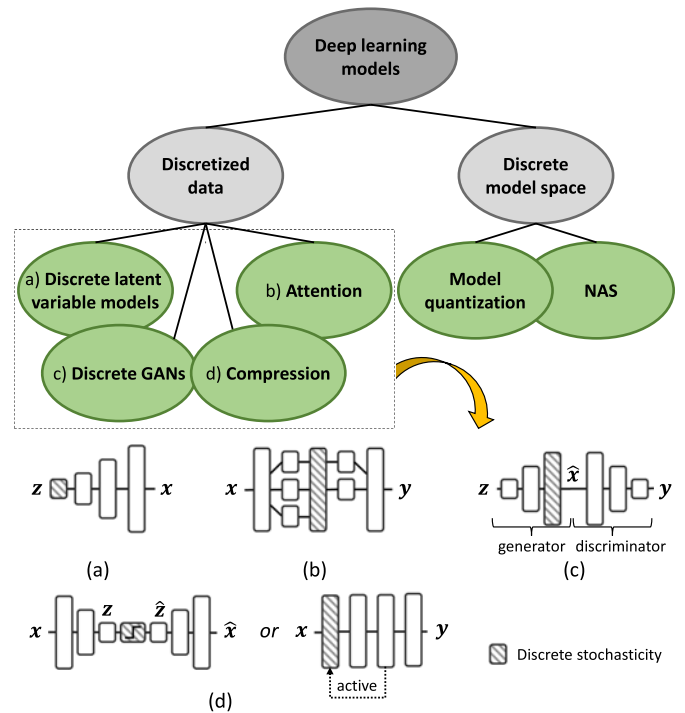 Deep learning
models
Discretized
data
Discrete
model space
a) Discrete latent
variable models
b) Attention
Model
quantization
NAS
c) Discrete GANs
d) Compression
z x
x y
z x̂ y
generator discriminator
(a)
(b)
(c)
x z ẑ x̂ or x y
active
Discrete stochasticity
(d)